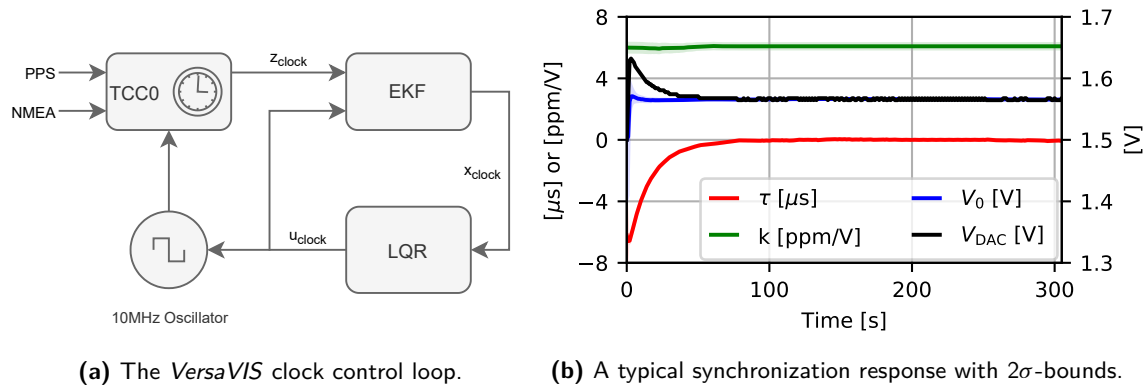 PPS
NMEA
TCC0
z_clock
EKF
x_clock
u_clock
LQR
10MHz Oscillator
(a) The VersaVIS clock control loop.
8
4
0
−4
−8
[μs] or [ppm/V]
1.7
1.6
1.5
1.4
1.3
[V]
τ [μs]
k [ppm/V]
V_0 [V]
V_DAC [V]
0 100 200 300
Time [s]
(b) A typical synchronization response with 2σ-bounds.